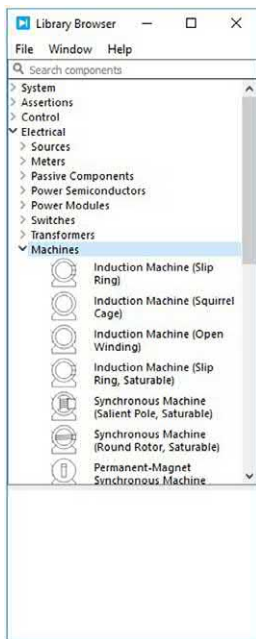 Library Browser
File Window Help
Search components
System
Assertions
Control
Electrical
Sources
Meters
Passive Components
Power Semiconductors
Power Modules
Switches
Transformers
Machines
Induction Machine (Slip
Ring)
Induction Machine (Squirrel
Cage)
Induction Machine (Open
Winding)
Induction Machine (Slip
Ring, Saturable)
Synchronous Machine
(Salient Pole, Saturable)
Synchronous Machine
(Round Rotor, Saturable)
Permanent-Magnet
Synchronous Machine